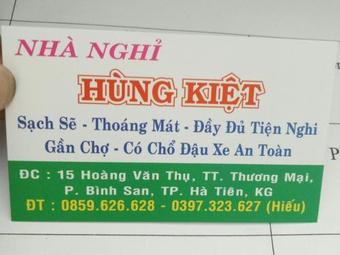 NHÀ NGHỈ
HÙNG KIỆT
Sạch Sẽ - Thoáng Mát - Đầy Đủ Tiện Nghi
Gần Chợ - Có Chổ Đậu Xe An Toàn
ĐC : 15 Hoàng Văn Thụ, TT. Thương Mại,
P. Bình San, TP. Hà Tiên, KG
ĐT : 0859.626.628 - 0397.323.627 (Hiếu)